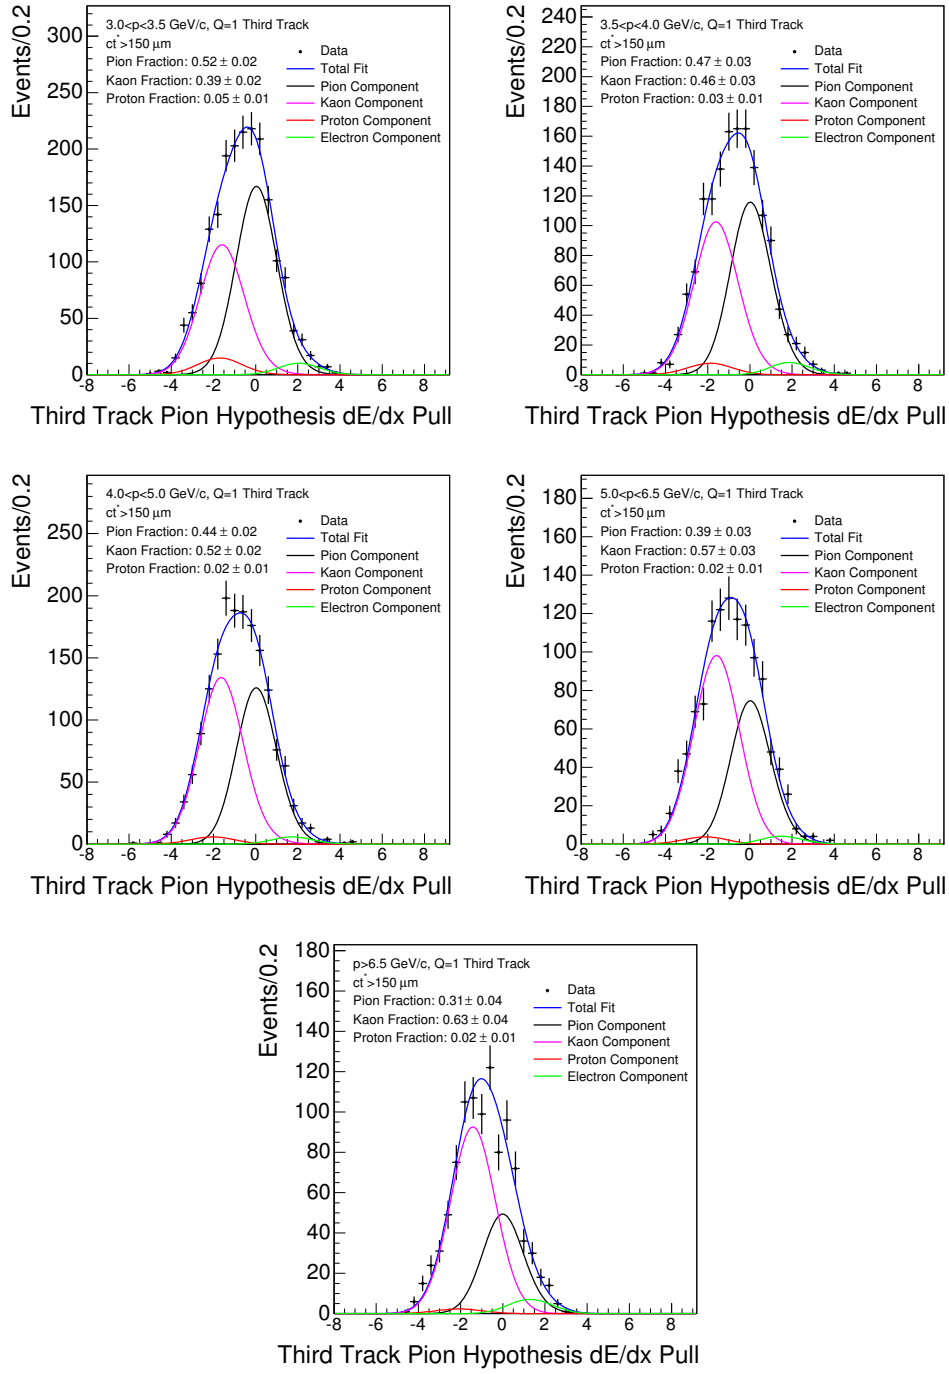 Events/0.2
3.0<p<3.5 GeV/c, Q=1 Third Track
ct*>150 μm
Pion Fraction: 0.52 ± 0.02
Kaon Fraction: 0.39 ± 0.02
Proton Fraction: 0.05 ± 0.01
Data
Total Fit
Pion Component
Kaon Component
Proton Component
Electron Component
300
250
200
150
100
50
0
-8 -6 -4 -2 0 2 4 6 8
Third Track Pion Hypothesis dE/dx Pull
Events/0.2
3.5<p<4.0 GeV/c, Q=1 Third Track
ct*>150 μm
Pion Fraction: 0.47 ± 0.03
Kaon Fraction: 0.46 ± 0.03
Proton Fraction: 0.03 ± 0.01
Data
Total Fit
Pion Component
Kaon Component
Proton Component
Electron Component
240
220
200
180
160
140
120
100
80
60
40
20
0
-8 -6 -4 -2 0 2 4 6 8
Third Track Pion Hypothesis dE/dx Pull
Events/0.2
4.0<p<5.0 GeV/c, Q=1 Third Track
ct*>150 μm
Pion Fraction: 0.44 ± 0.02
Kaon Fraction: 0.52 ± 0.02
Proton Fraction: 0.02 ± 0.01
Data
Total Fit
Pion Component
Kaon Component
Proton Component
Electron Component
250
200
150
100
50
0
-8 -6 -4 -2 0 2 4 6 8
Third Track Pion Hypothesis dE/dx Pull
Events/0.2
5.0<p<6.5 GeV/c, Q=1 Third Track
ct*>150 μm
Pion Fraction: 0.39 ± 0.03
Kaon Fraction: 0.57 ± 0.03
Proton Fraction: 0.02 ± 0.01
Data
Total Fit
Pion Component
Kaon Component
Proton Component
Electron Component
180
160
140
120
100
80
60
40
20
0
-8 -6 -4 -2 0 2 4 6 8
Third Track Pion Hypothesis dE/dx Pull
Events/0.2
p>6.5 GeV/c, Q=1 Third Track
ct*>150 μm
Pion Fraction: 0.31 ± 0.04
Kaon Fraction: 0.63 ± 0.04
Proton Fraction: 0.02 ± 0.01
Data
Total Fit
Pion Component
Kaon Component
Proton Component
Electron Component
180
160
140
120
100
80
60
40
20
0
-8 -6 -4 -2 0 2 4 6 8
Third Track Pion Hypothesis dE/dx Pull